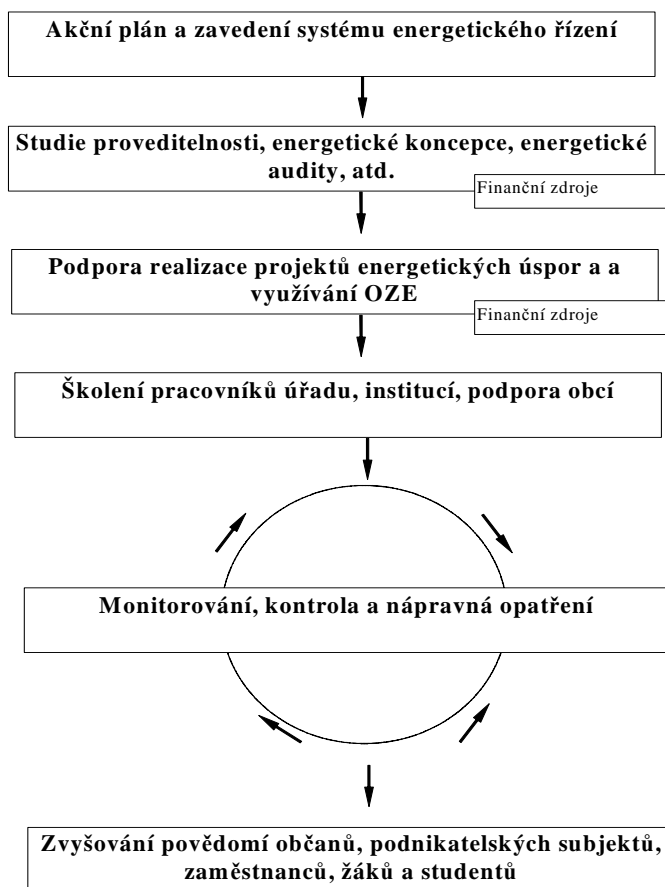 Akční plán a zavedení systému energetického řízení
Studie proveditelnosti, energetické koncepce, energetické
audity, atd.
Finanční zdroje
Podpora realizace projektů energetických úspor a a
využívání OZE
Finanční zdroje
Školení pracovníků úřadu, institucí, podpora obcí
Monitorování, kontrola a nápravná opatření
Zvyšování povědomí občanů, podnikatelských subjektů,
zaměstnanců, žáků a studentů